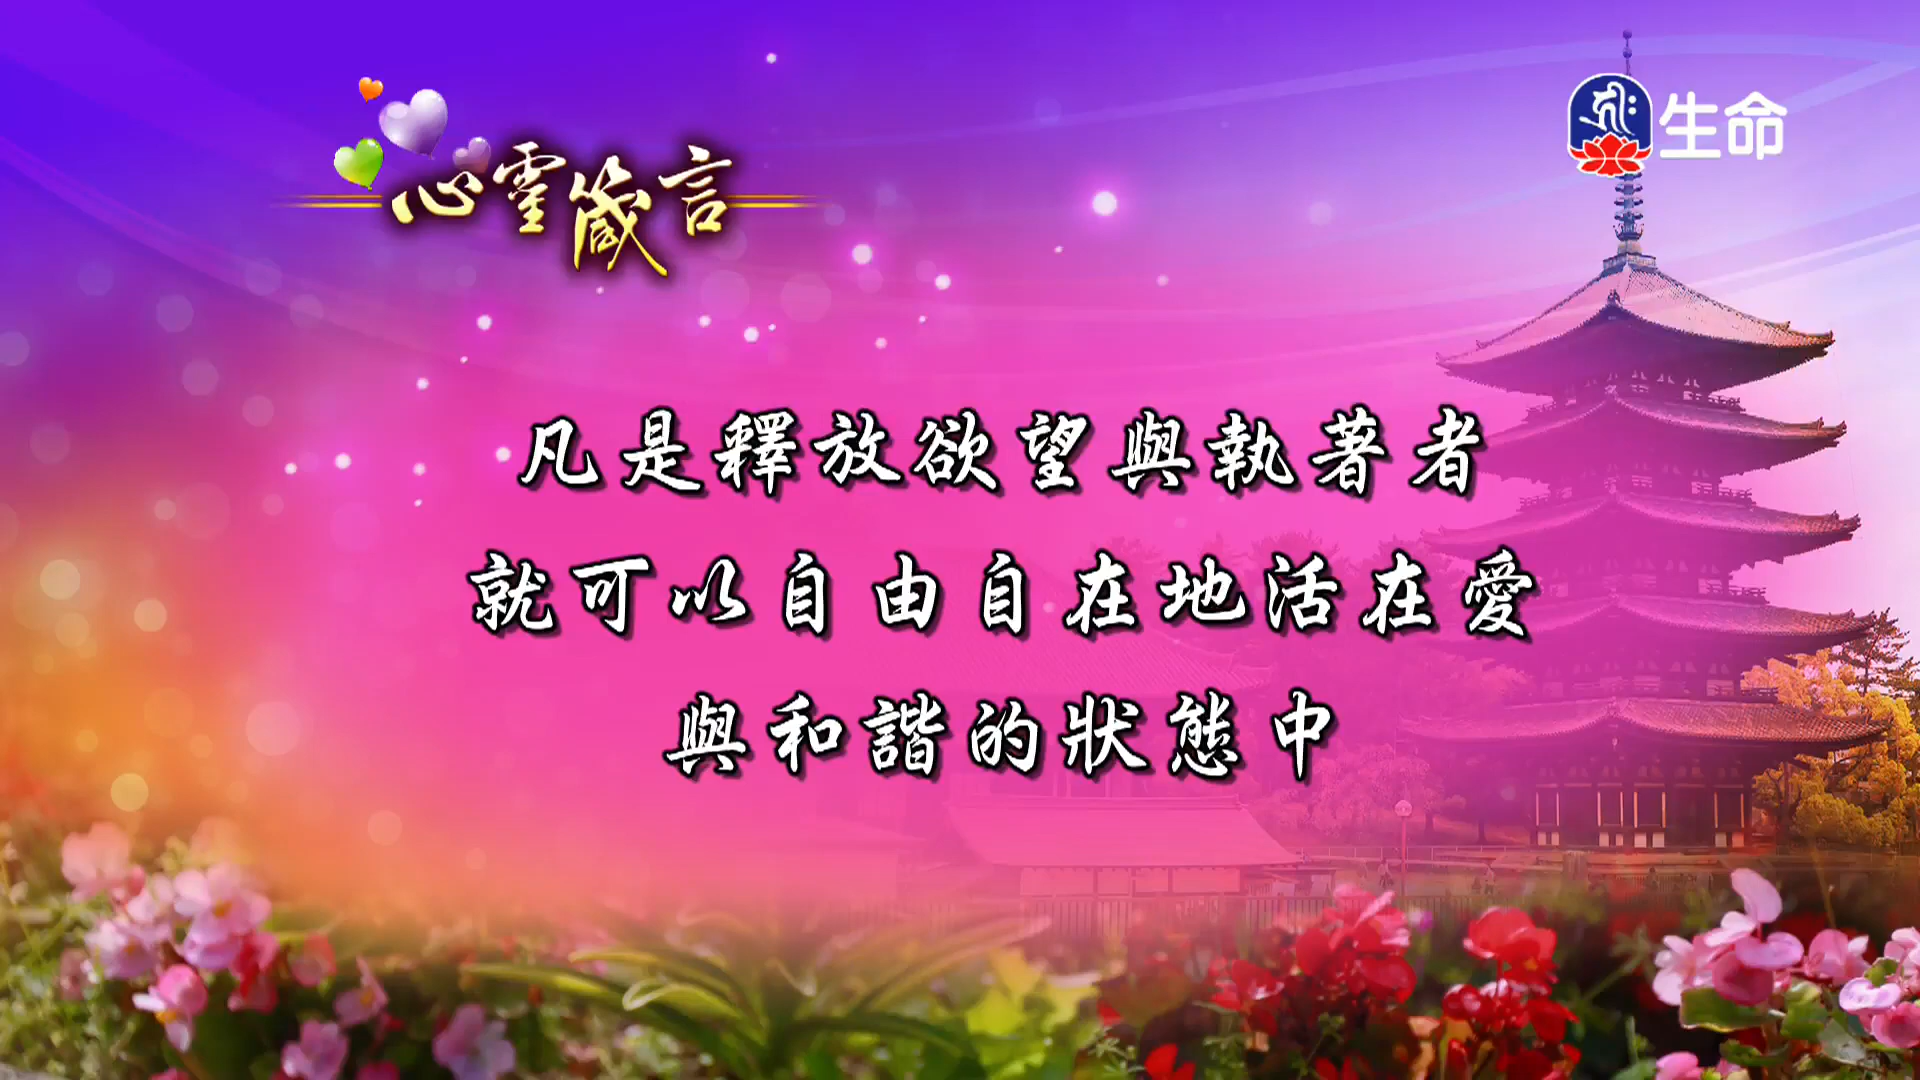 心靈箴言
生命
凡是釋放欲望與執著者
就可以自由自在地活在愛
與和諧的狀態中